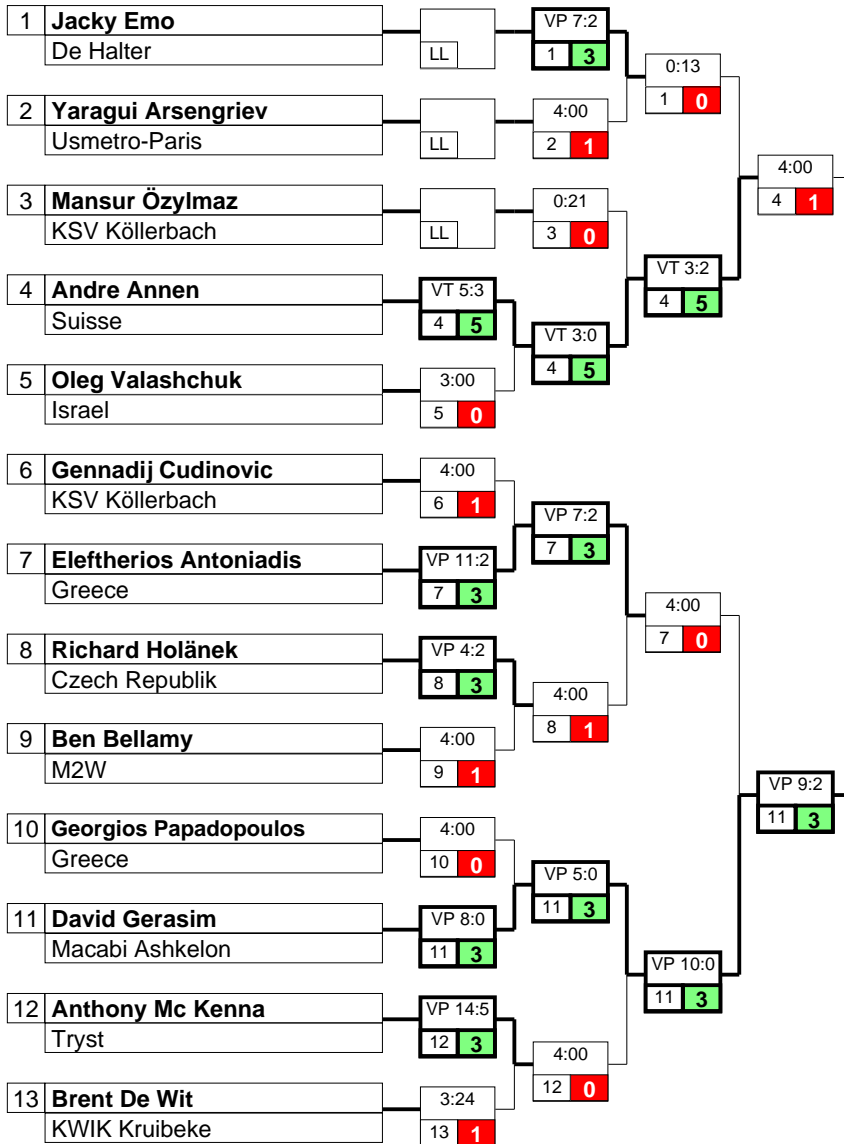 1 Jacky Emo
De Halter
LL
VP 7:2
1 3
0:13
1 0
2 Yaragui Arsengriev
Usmetro-Paris
LL
4:00
2 1
4:00
4 1
3 Mansur Özylmaz
KSV Köllerbach
LL
0:21
3 0
VT 3:2
4 5
4 Andre Annen
Suisse
VT 5:3
4 5
VT 3:0
4 5
5 Oleg Valashchuk
Israel
3:00
5 0
6 Gennadij Cudinovic
KSV Köllerbach
4:00
6 1
VP 7:2
7 3
7 Eleftherios Antoniadis
Greece
VP 11:2
7 3
4:00
7 0
8 Richard Holänek
Czech Republik
VP 4:2
8 3
4:00
8 1
9 Ben Bellamy
M2W
4:00
9 1
VP 9:2
11 3
10 Georgios Papadopoulos
Greece
4:00
10 0
VP 5:0
11 3
11 David Gerasim
Macabi Ashkelon
VP 8:0
11 3
VP 10:0
11 3
12 Anthony Mc Kenna
Tryst
VP 14:5
12 3
4:00
12 0
13 Brent De Wit
KWIK Kruibeke
3:24
13 1